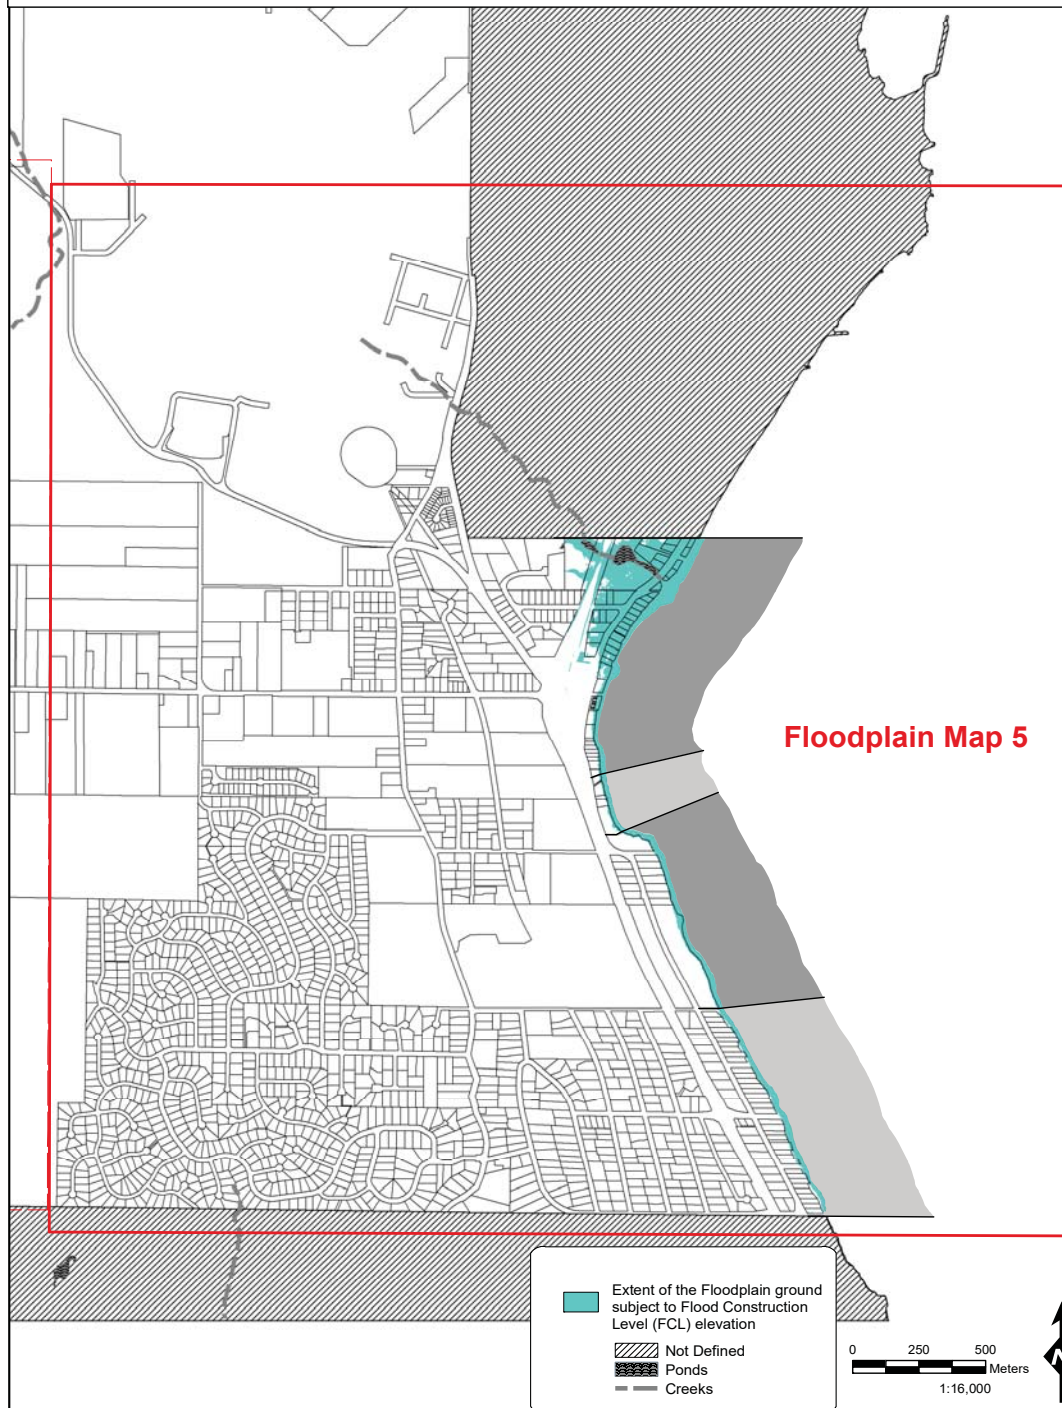 Floodplain Map 5
Extent of the Floodplain ground
subject to Flood Construction
Level (FCL) elevation
Not Defined
Ponds
Creeks
0 250 500
Meters
1:16,000
N